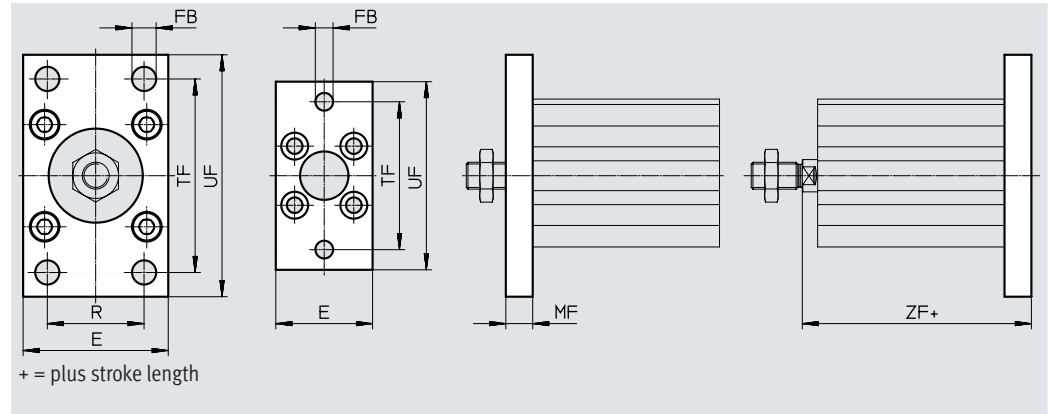 FB
TF
UF
R
E
FB
TF
UF
E
MF
ZF+
+ = plus stroke length